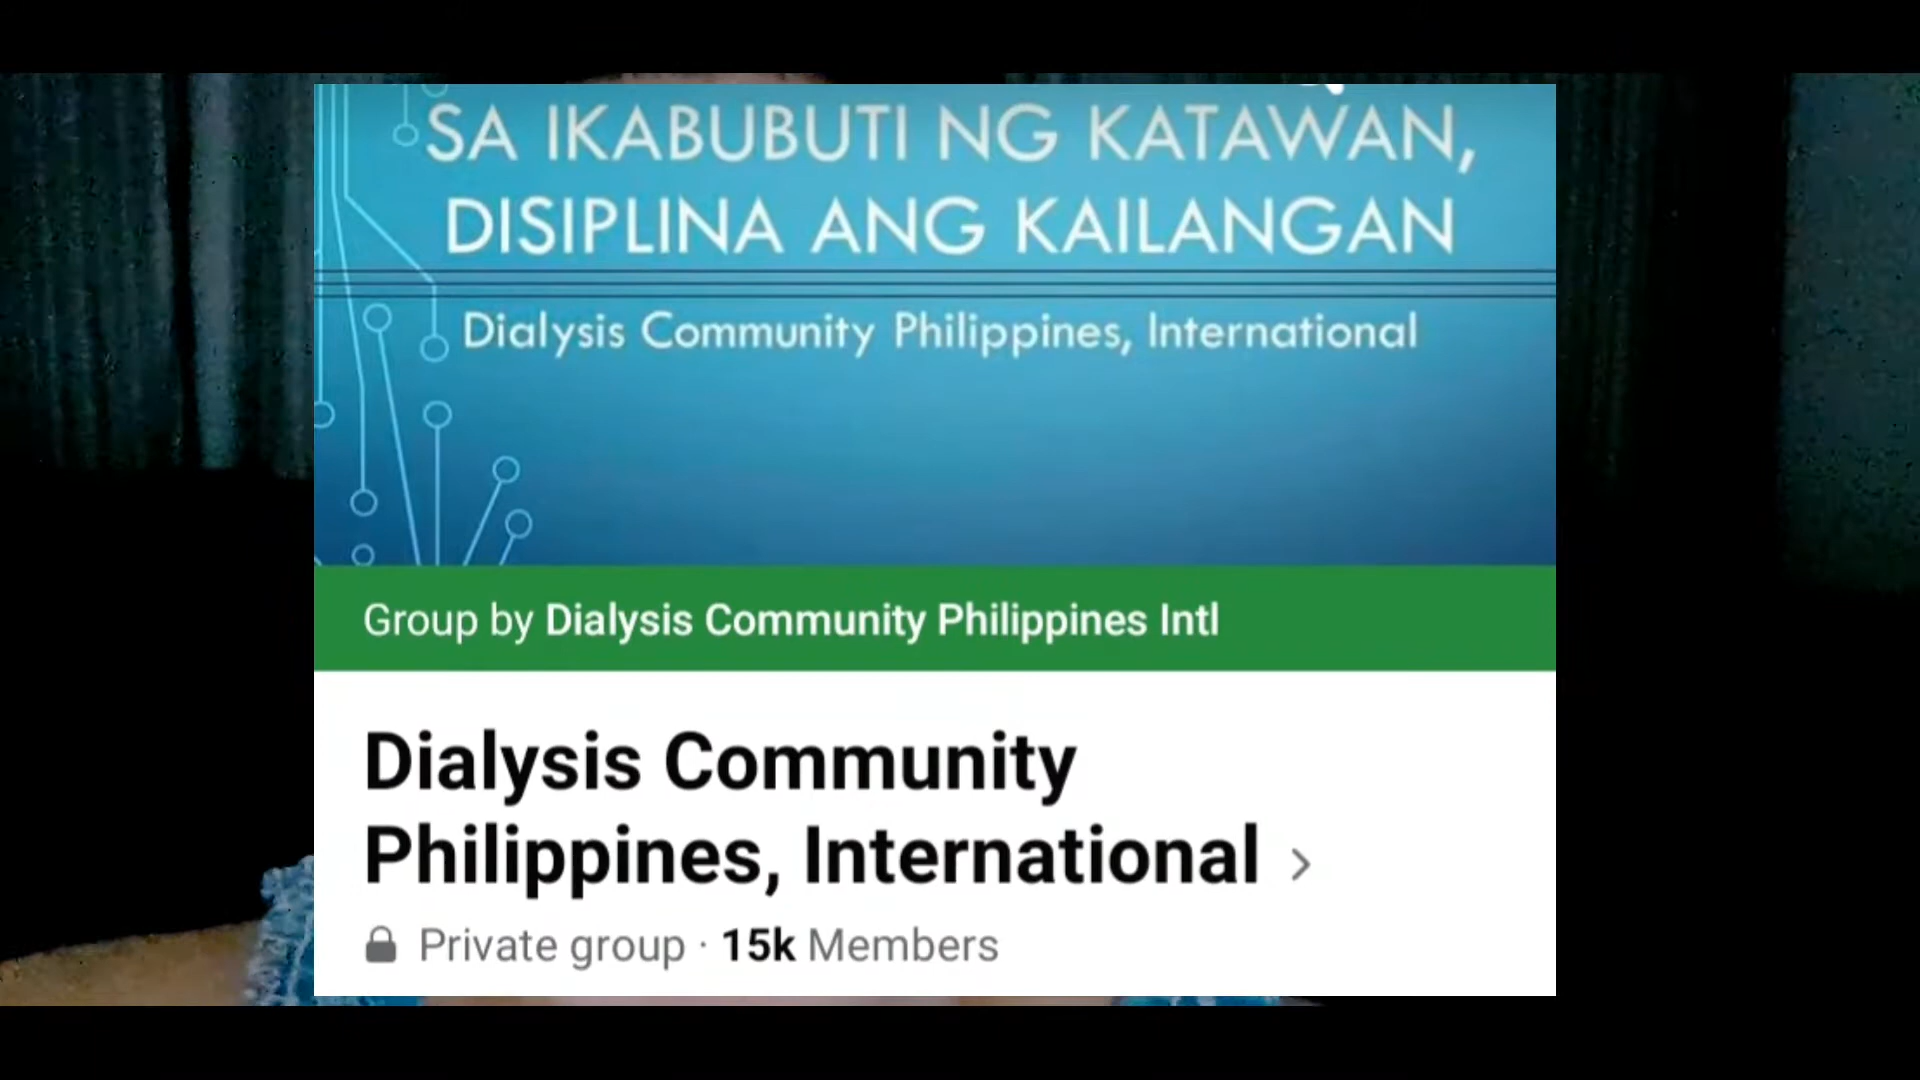 SA IKABUBUTI NG KATAWAN,
DISIPLINA ANG KAILANGAN
Dialysis Community Philippines, International
Group by Dialysis Community Philippines Intl
Dialysis Community
Philippines, International
Private group · 15k Members